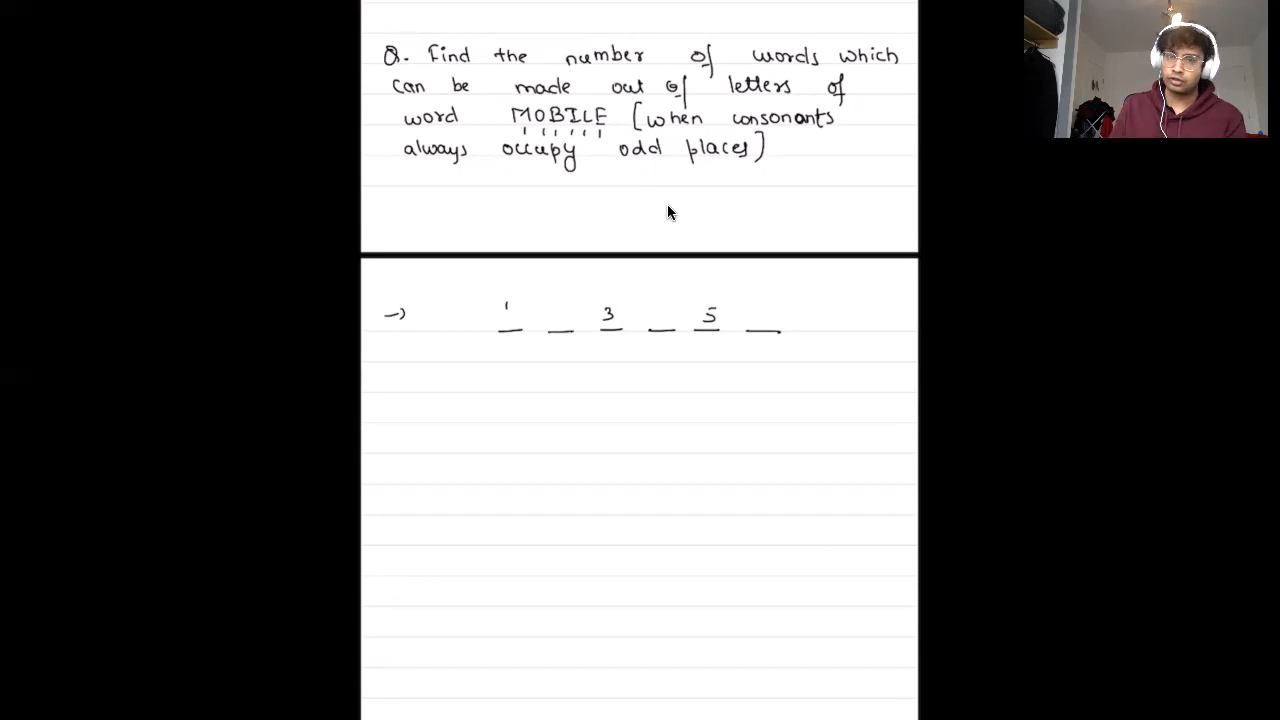 Q. Find the number of words which
can be made out of letters of
word MOBILE [when consonants
always occupy odd places]
→ 1 3 5